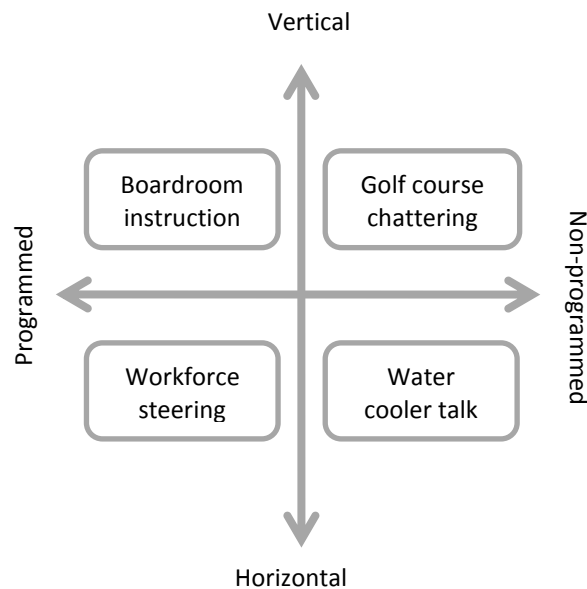 Vertical
Boardroom
instruction
Golf course
chattering
Programmed
Non-programmed
Workforce
steering
Water
cooler talk
Horizontal